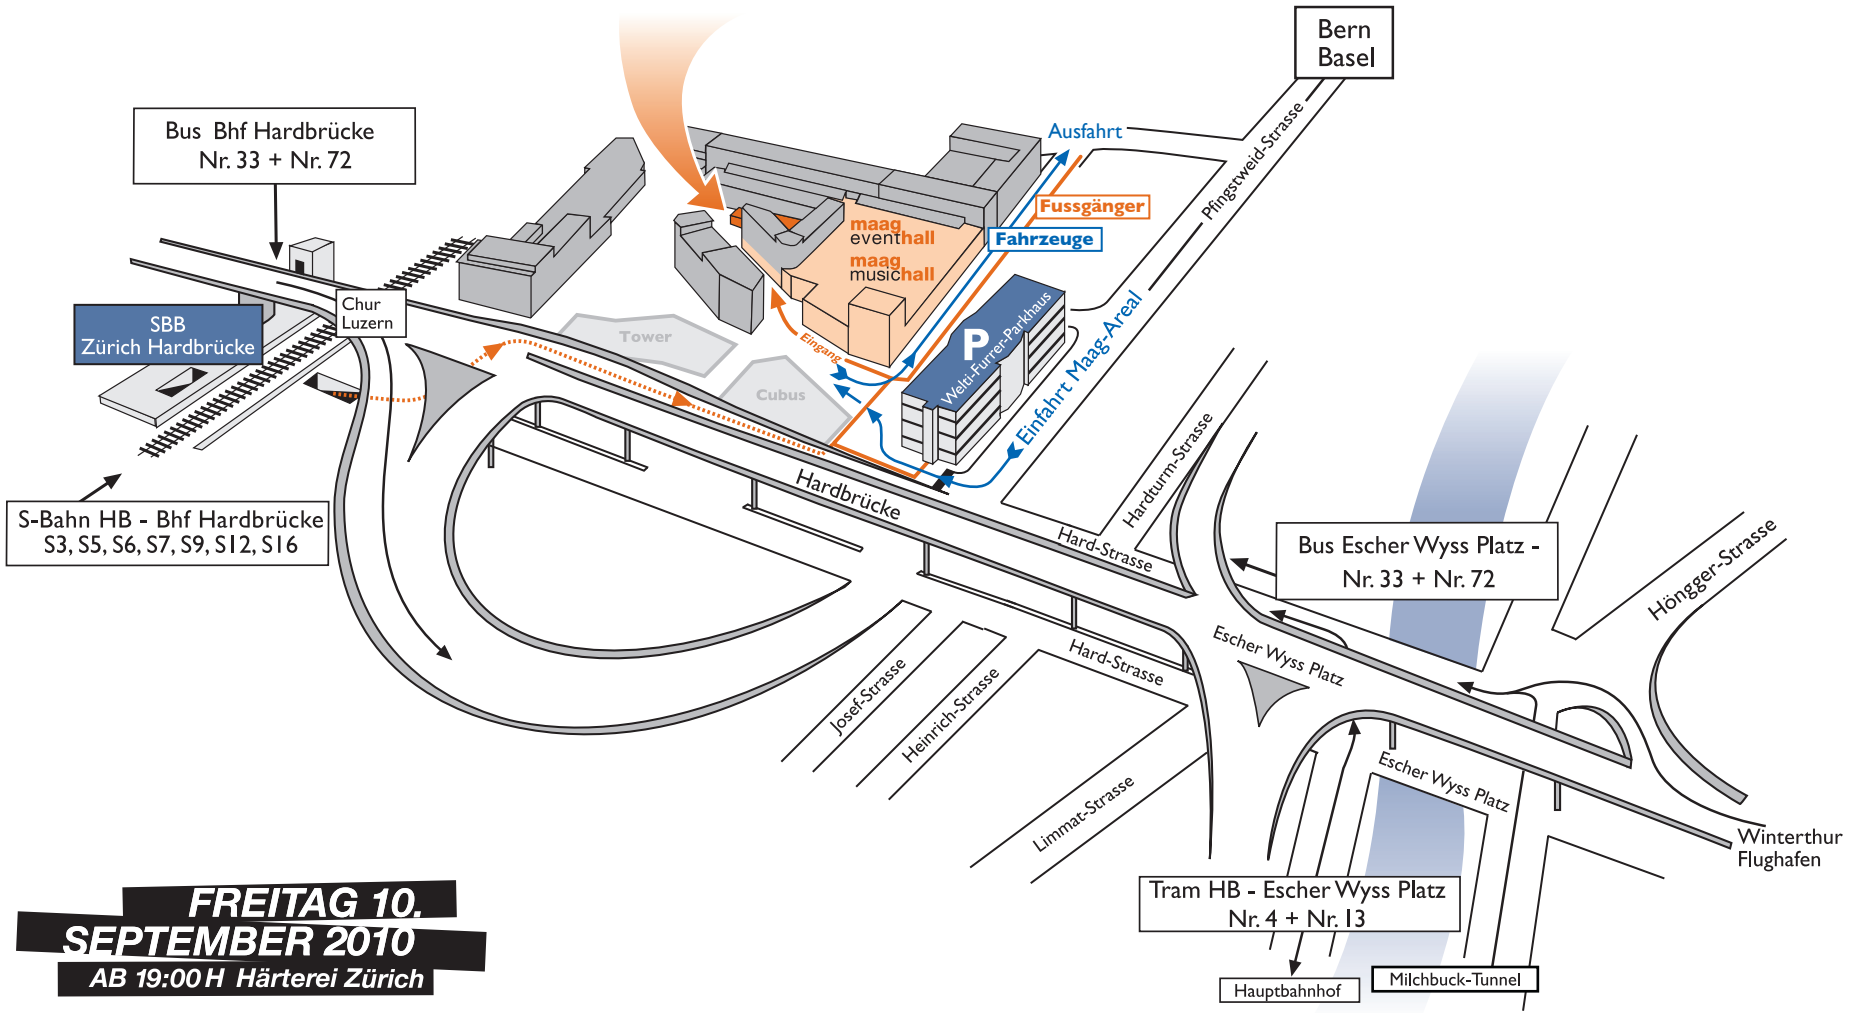 Bern
Basel
Bus Bhf Hardbrücke
Nr. 33 + Nr. 72
Ausfahrt
Pfingstweid-Strasse
Fussgänger
Fahrzeuge
maag
eventhall
maag
musichall
Chur
Luzern
SBB
Zürich Hardbrücke
Tower
Eingang
Cubus
P
Welti-Furrer-Parkhaus
Einfahrt Maag-Areal
Hardbrücke
Hardturm-Strasse
Hard-Strasse
S-Bahn HB - Bhf Hardbrücke
S3, S5, S6, S7, S9, S12, S16
Bus Escher Wyss Platz -
Nr. 33 + Nr. 72
Höngger-Strasse
Escher Wyss Platz
Hard-Strasse
Josef-Strasse
Heinrich-Strasse
Limmat-Strasse
Escher Wyss Platz
Winterthur
Flughafen
Tram HB - Escher Wyss Platz
Nr. 4 + Nr. 13
Hauptbahnhof
Milchbuck-Tunnel
FREITAG 10.
SEPTEMBER 2010
AB 19:00 H Härterei Zürich